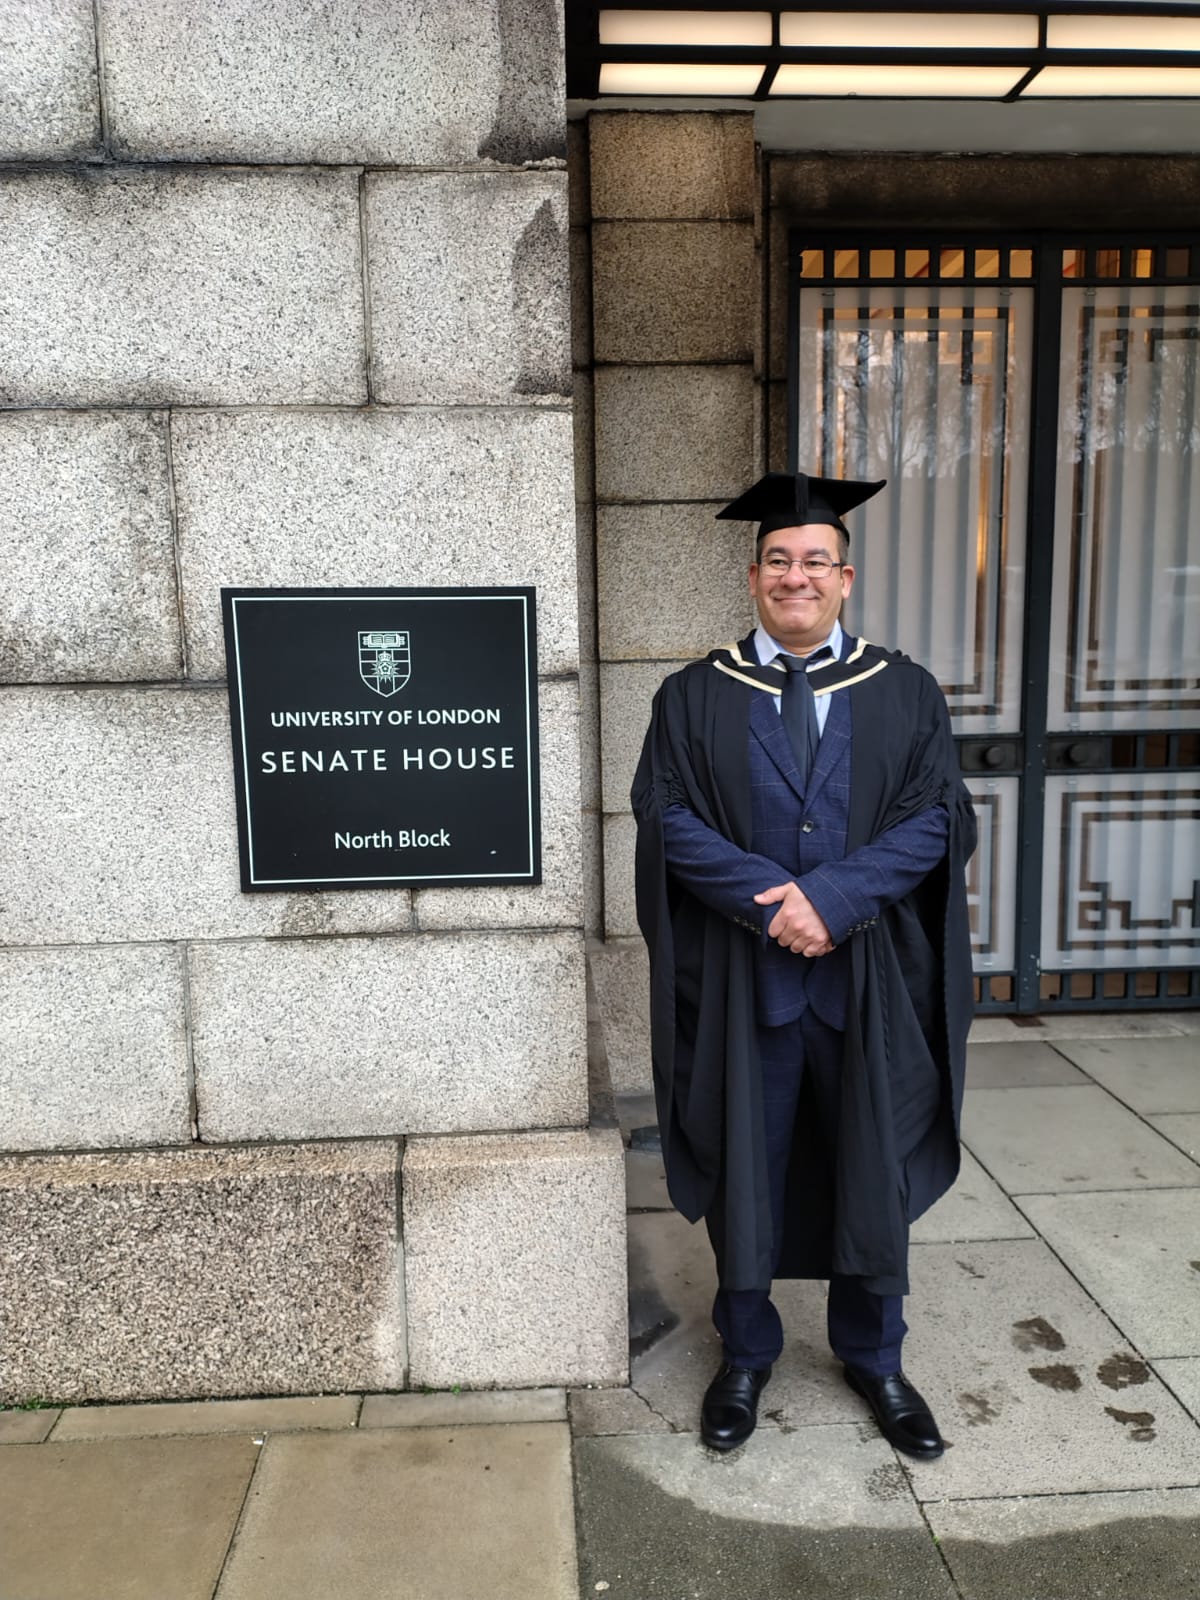 UNIVERSITY OF LONDON
SENATE HOUSE
North Block